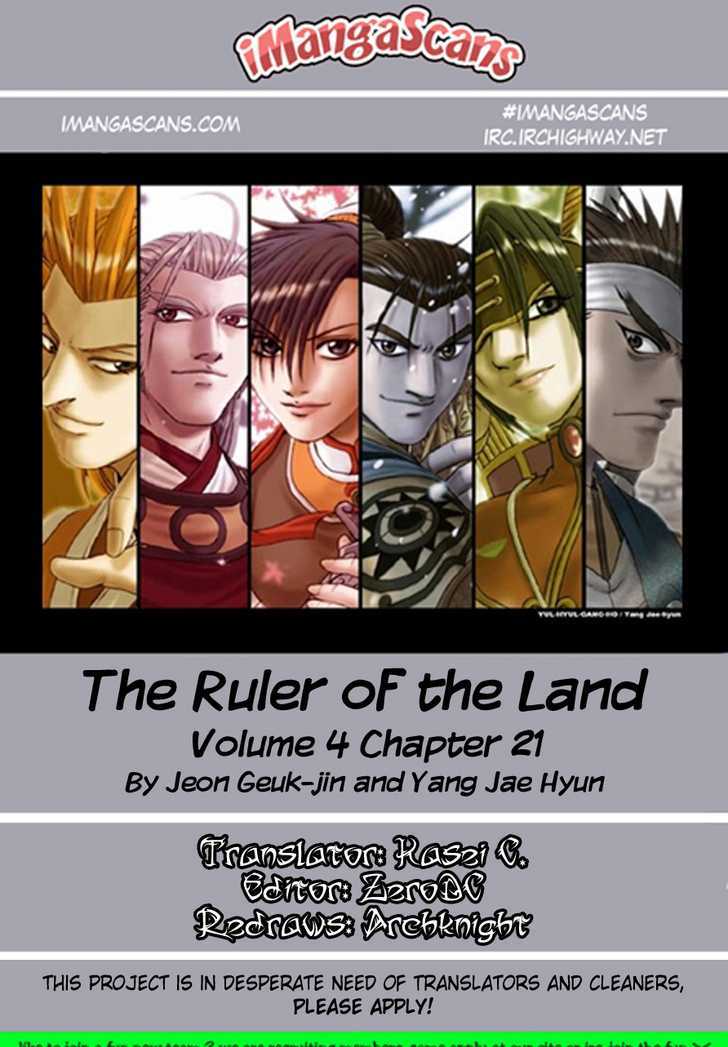 iMangaScans
IMANGASCANS.COM
#IMANGASCANS
IRC.IRCHIGHWAY.NET
YUL-HYUL-GANG-HO / Yang Jae-hyun
The Ruler of the Land
Volume 4 Chapter 21
By Jeon Geuk-jin and Yang Jae Hyun
Translator: Kasei C.
Editor: ZeroDC
Redraws: Archknight
THIS PROJECT IS IN DESPERATE NEED OF TRANSLATORS AND CLEANERS,
PLEASE APPLY!